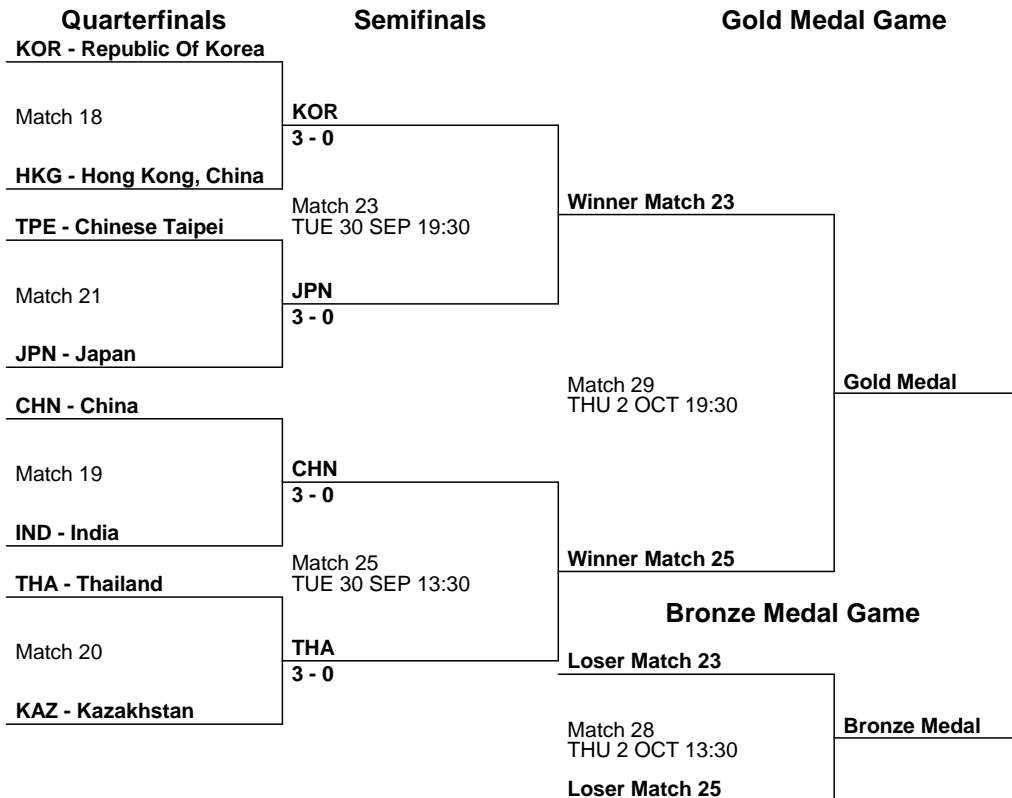 Quarterfinals
Semifinals
Gold Medal Game
KOR - Republic Of Korea
Match 18
KOR
3 - 0
HKG - Hong Kong, China
Match 23
TUE 30 SEP 19:30
Winner Match 23
TPE - Chinese Taipei
Match 21
JPN
3 - 0
JPN - Japan
Match 29
THU 2 OCT 19:30
Gold Medal
CHN - China
Match 19
CHN
3 - 0
IND - India
Match 25
TUE 30 SEP 13:30
Winner Match 25
THA - Thailand
Bronze Medal Game
Match 20
THA
3 - 0
Loser Match 23
KAZ - Kazakhstan
Match 28
THU 2 OCT 13:30
Bronze Medal
Loser Match 25